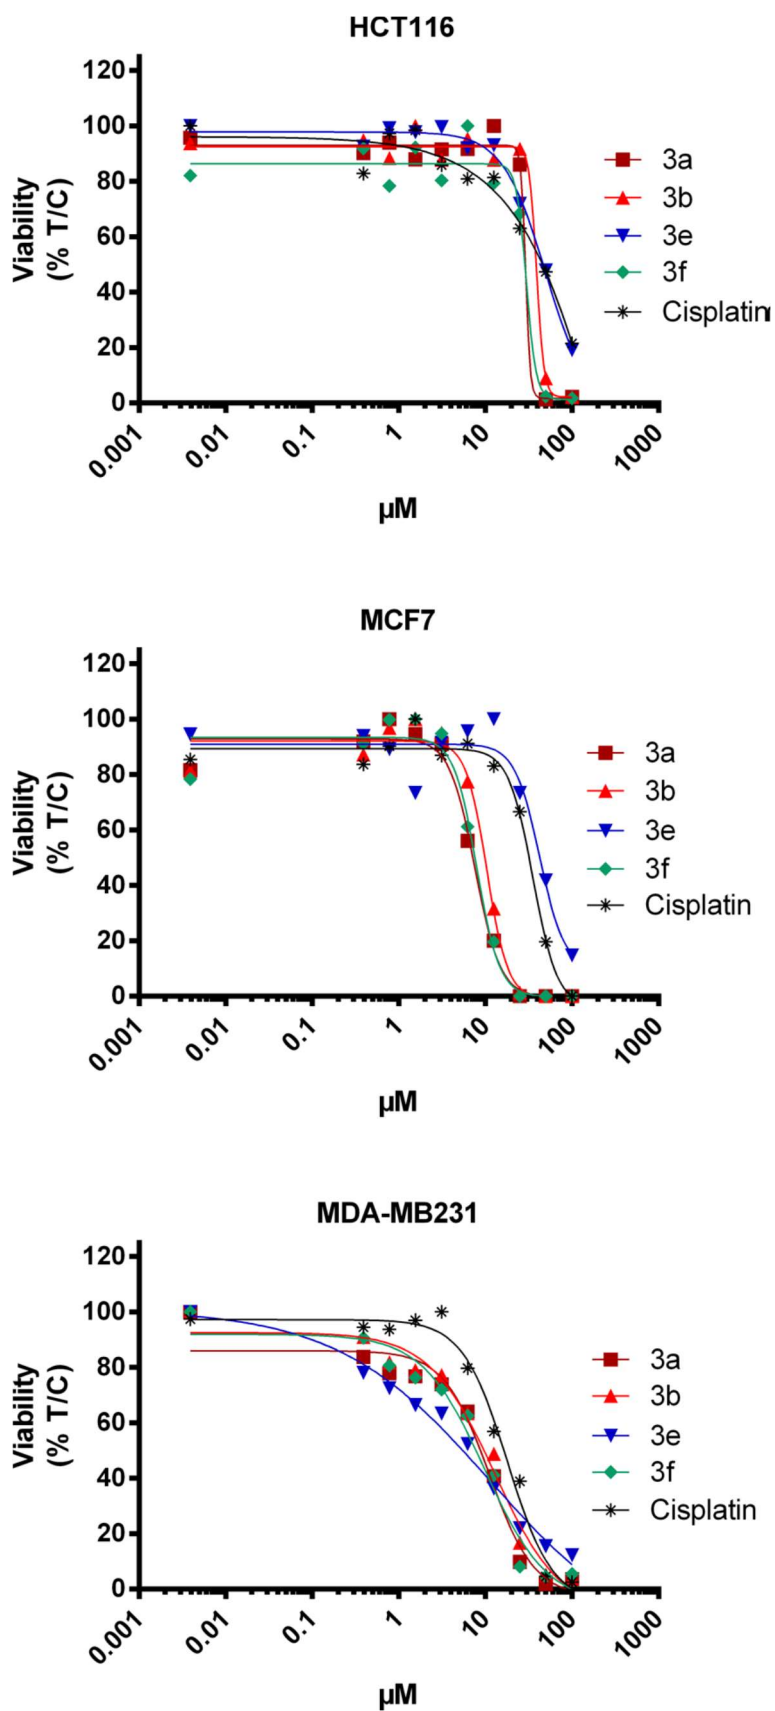 HCT116
Viability
(% T/C)
120
100
80
60
40
20
0
0.001
0.01
0.1
1
10
100
1000
µM
3a
3b
3e
3f
Cisplatin
MCF7
Viability
(% T/C)
120
100
80
60
40
20
0
0.001
0.01
0.1
1
10
100
1000
µM
3a
3b
3e
3f
Cisplatin
MDA-MB231
Viability
(% T/C)
120
100
80
60
40
20
0
0.001
0.01
0.1
1
10
100
1000
µM
3a
3b
3e
3f
Cisplatin